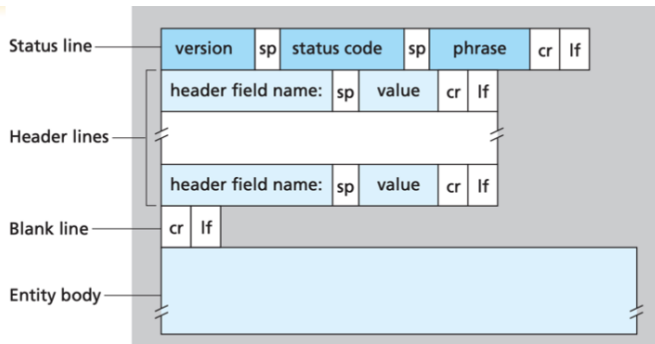 Status line version sp status code sp phrase cr lf
header field name: sp value cr lf
Header lines
header field name: sp value cr lf
Blank line cr lf
Entity body